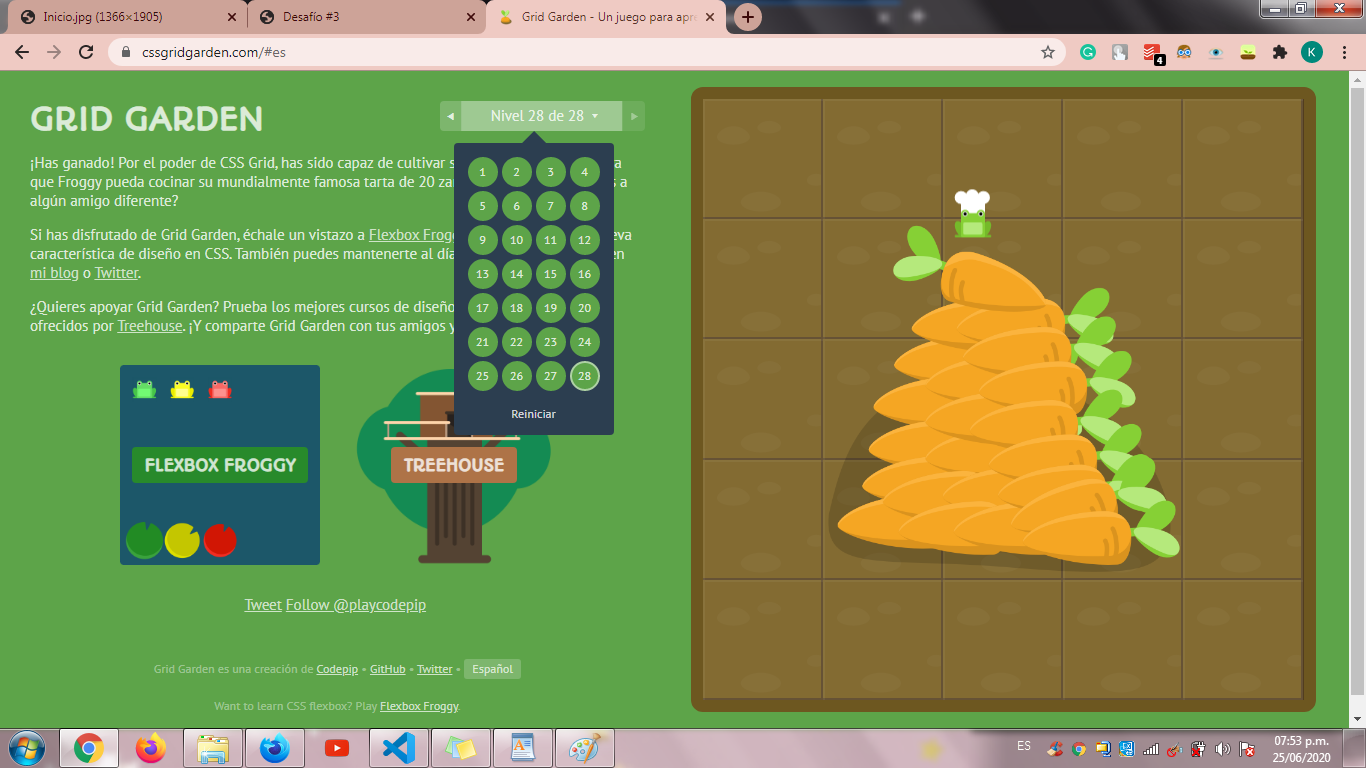 Inicio.jpg (1366×1905)
Desafío #3
Grid Garden - Un juego para apr
cssgridgarden.com/#es
4
K
GRID GARDEN
Nivel 28 de 28
¡Has ganado! Por el poder de CSS Grid, has sido capaz de cultivar s
que Froggy pueda cocinar su mundialmente famosa tarta de 20 za
s a
algún amigo diferente?
Si has disfrutado de Grid Garden, échale un vistazo a Flexbox Frog
eva
característica de diseño en CSS. También puedes mantenerte al día
en
mi blog o Twitter.
¿Quieres apoyar Grid Garden? Prueba los mejores cursos de diseño
ofrecidos por Treehouse. ¡Y comparte Grid Garden con tus amigos y
1 2 3 4
5 6 7 8
9 10 11 12
13 14 15 16
17 18 19 20
21 22 23 24
25 26 27 28
Reiniciar
FLEXBOX FROGGY
TREEHOUSE
Tweet Follow @playcodepip
Grid Garden es una creación de Codepip • GitHub • Twitter • Español
Want to learn CSS flexbox? Play Flexbox Froggy.
ES
07:53 p.m.
25/06/2020